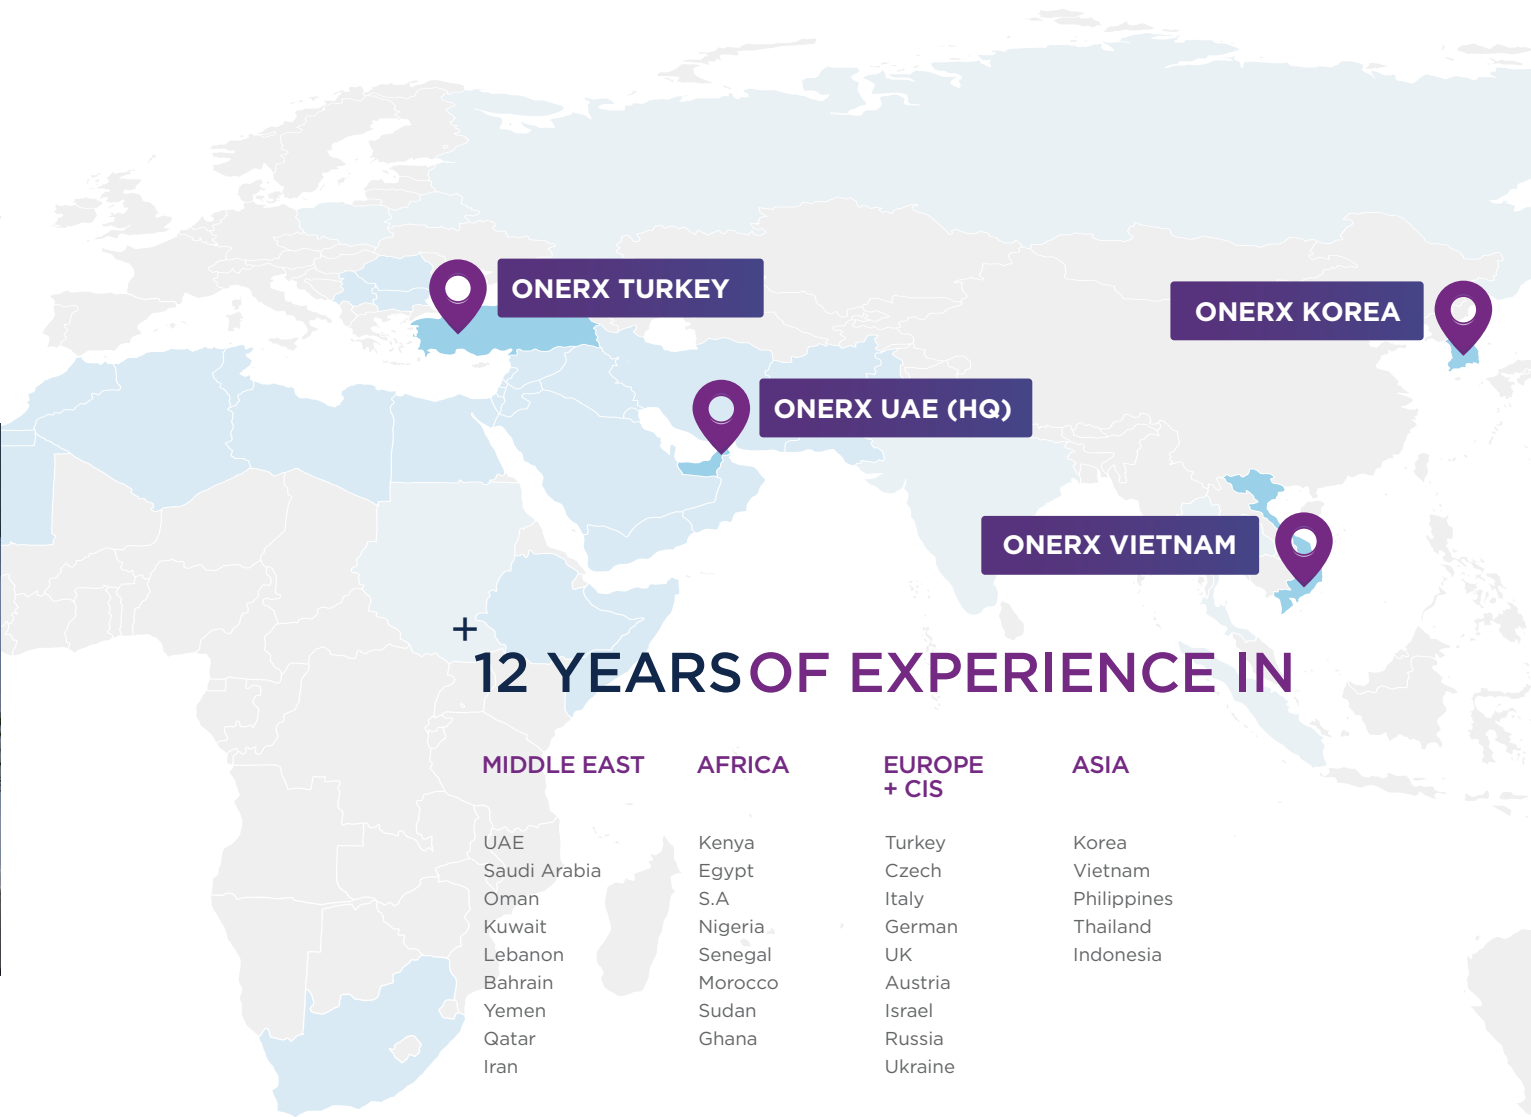 ONERX TURKEY
ONERX KOREA
ONERX UAE (HQ)
ONERX VIETNAM
+
12 YEARS OF EXPERIENCE IN
MIDDLE EAST
UAE
Saudi Arabia
Oman
Kuwait
Lebanon
Bahrain
Yemen
Qatar
Iran
AFRICA
Kenya
Egypt
S.A
Nigeria
Senegal
Morocco
Sudan
Ghana
EUROPE
+ CIS
Turkey
Czech
Italy
German
UK
Austria
Israel
Russia
Ukraine
ASIA
Korea
Vietnam
Philippines
Thailand
Indonesia